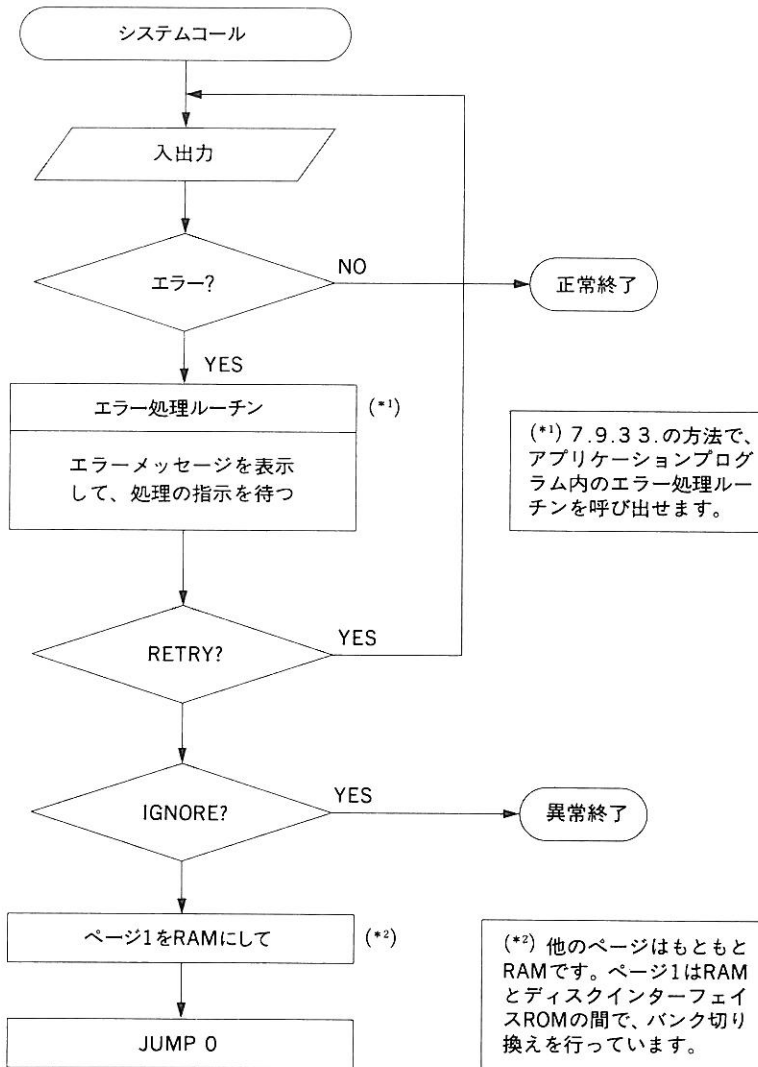 システムコール
入出力
エラー?
NO
正常終了
YES
エラー処理ルーチン
(*1)
エラーメッセージを表示
して、処理の指示を待つ
(*1) 7.9.33.の方法で、
アプリケーションプログ
ラム内のエラー処理ルー
チンを呼び出せます。
RETRY?
YES
IGNORE?
YES
異常終了
ページ1をRAMにして
(*2)
JUMP 0
(*2) 他のページはもともと
RAMです。ページ1はRAM
とディスクインターフェイ
スROMの間で、バンク切り
換えを行っています。